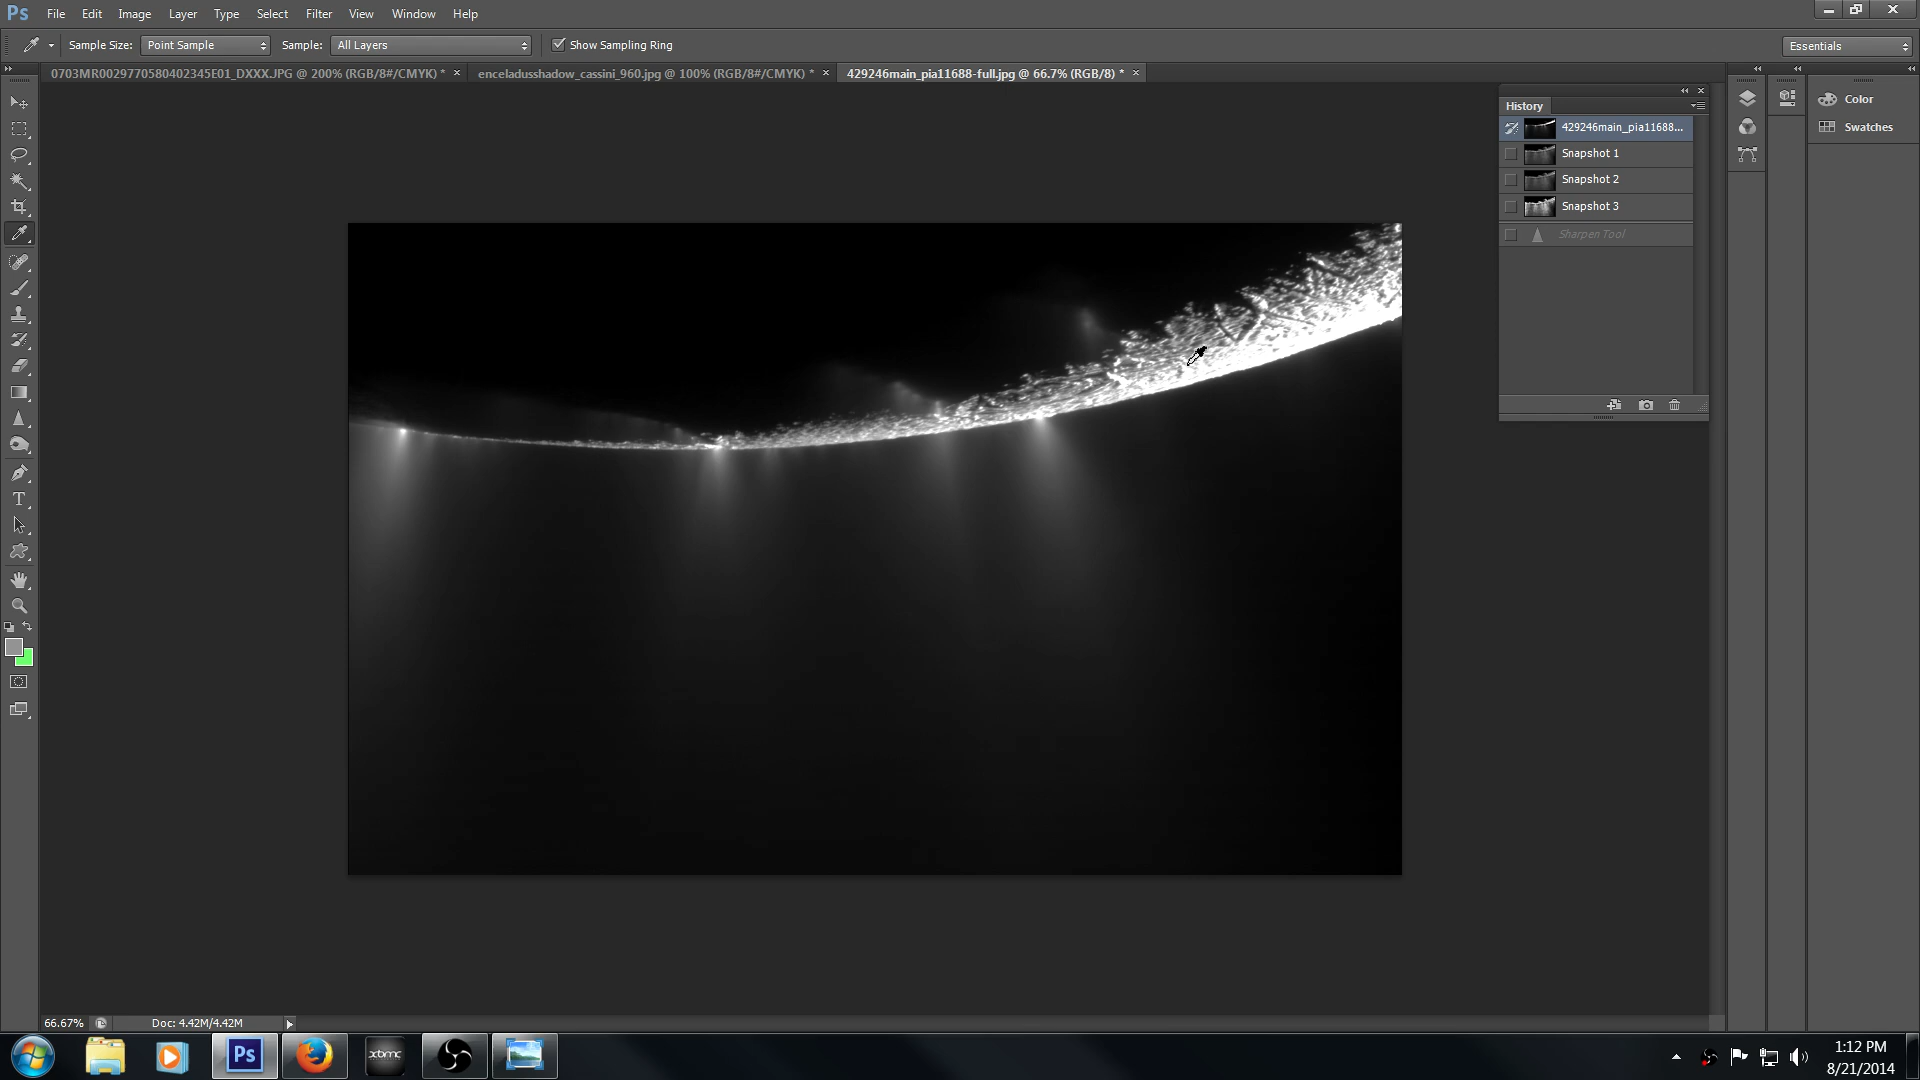 Ps File Edit Image Layer Type Select Filter View Window Help
Sample Size: Point Sample Sample: All Layers Show Sampling Ring Essentials
0703MR0029770580402345E01_DXXX.JPG @ 200% (RGB/8#/CMYK) * × enceladusshadow_cassini_960.jpg @ 100% (RGB/8#/CMYK) * × 429246main_pia11688-full.jpg @ 66.7% (RGB/8) * ×
History
429246main_pia11688...
Snapshot 1
Snapshot 2
Snapshot 3
Sharpen Tool
Color
Swatches
T
66.67% Doc: 4.42M/4.42M
Ps
xbmc
1:12 PM
8/21/2014